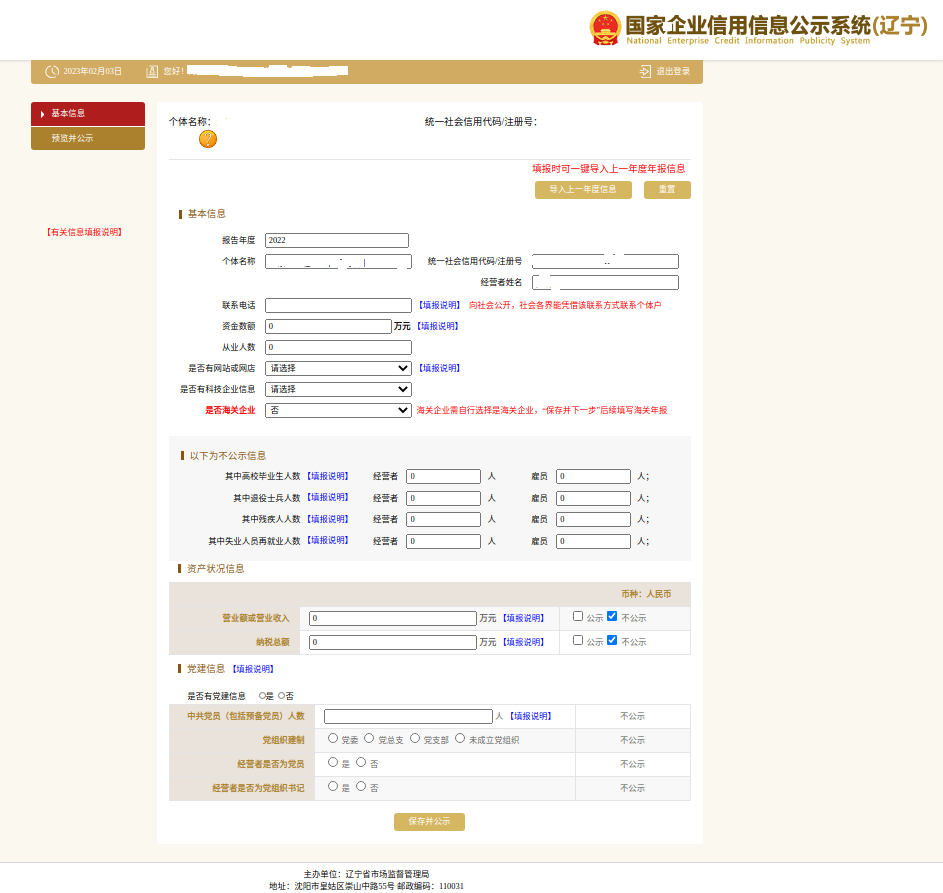 国家企业信用信息公示系统(辽宁)
National Enterprise Credit Information Publicity System
2023年02月03日 您好! 退出登录
基本信息
预览并公示
【有关信息填报说明】
个体名称： 统一社会信用代码/注册号：
填报时可一键导入上一年度年报信息
导入上一年度信息 重置
基本信息
报告年度 2022
个体名称 统一社会信用代码/注册号
经营者姓名
联系电话 【填报说明】 向社会公开，社会各界能凭借该联系方式联系个体户
资金数额 0 万元 【填报说明】
从业人数 0
是否有网站或网店 请选择 【填报说明】
是否有科技企业信息 请选择
是否海关企业 否 海关企业需自行选择是海关企业，“保存并下一步”后续填写海关年报
以下为不公示信息
其中高校毕业生人数 【填报说明】 经营者 0 人 雇员 0 人；
其中退役士兵人数 【填报说明】 经营者 0 人 雇员 0 人；
其中残疾人人数 【填报说明】 经营者 0 人 雇员 0 人；
其中失业人员再就业人数 【填报说明】 经营者 0 人 雇员 0 人；
资产状况信息
币种：人民币
营业额或营业收入 0 万元 【填报说明】 公示 不公示
纳税总额 0 万元 【填报说明】 公示 不公示
党建信息 【填报说明】
是否有党建信息 是 否
中共党员（包括预备党员）人数 人 【填报说明】 不公示
党组织建制 党委 党总支 党支部 未成立党组织 不公示
经营者是否为党员 是 否 不公示
经营者是否为党组织书记 是 否 不公示
保存并公示
主办单位：辽宁省市场监督管理局
地址：沈阳市皇姑区崇山中路55号 邮政编码：110031